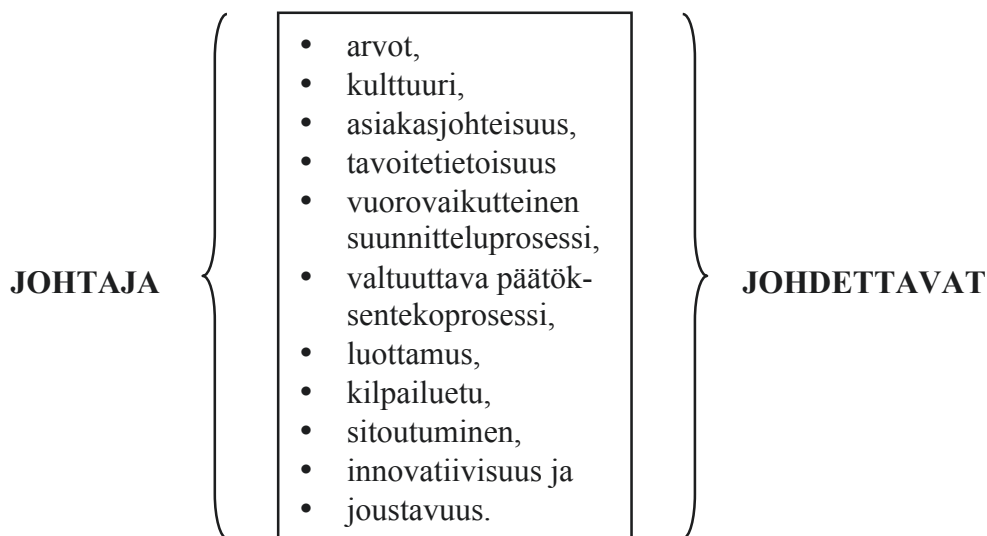 • arvot,
• kulttuuri,
• asiakasjohteisuus,
• tavoitetietoisuus
• vuorovaikutteinen
suunnitteluprosessi,
JOHTAJA
• valtuuttava päätök-
sentekoprosessi,
JOHDETTAVAT
• luottamus,
• kilpailuetu,
• sitoutuminen,
• innovatiivisuus ja
• joustavuus.